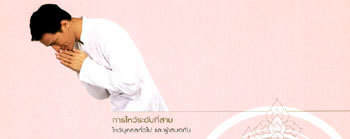 การไหว้ระดับที่สาม
ไหว้บุคคลทั่วไป และผู้เสมอกัน